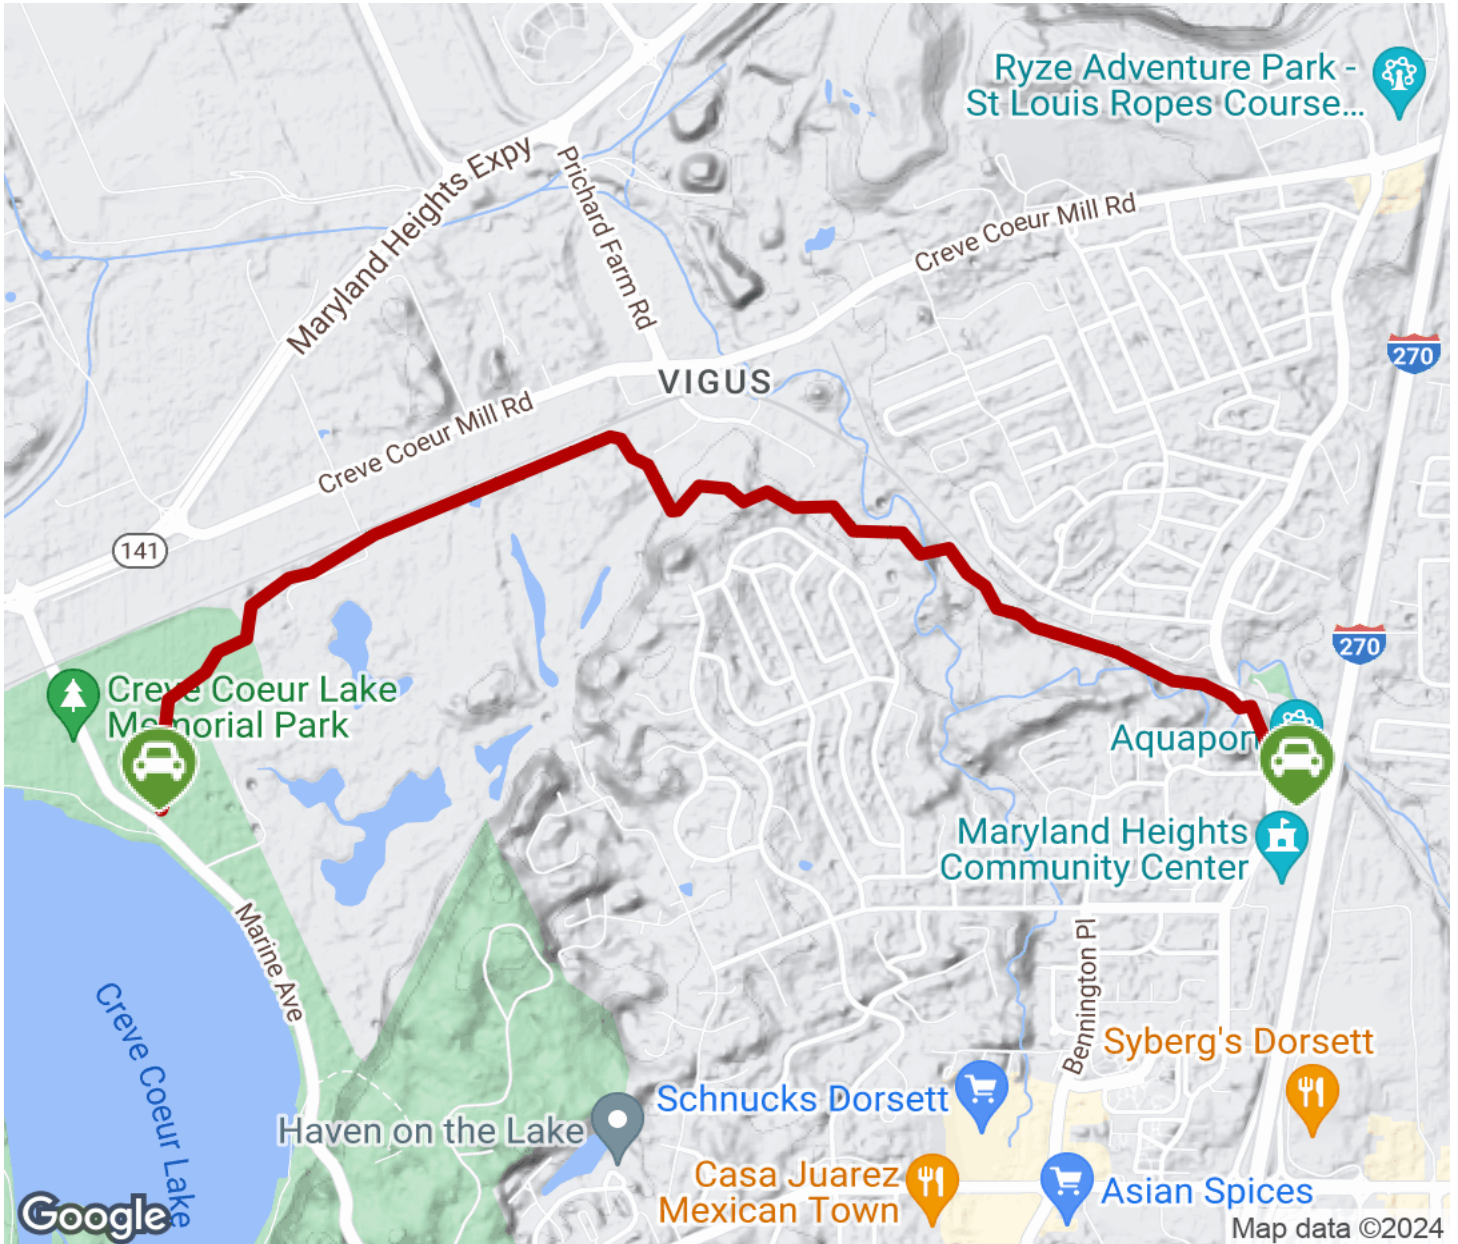 Ryze Adventure Park -
St Louis Ropes Course...
Maryland Heights Expy
Prichard Farm Rd
Creve Coeur Mill Rd
270
VIGUS
Creve Coeur Mill Rd
141
270
Creve Coeur Lake
Memorial Park
Aquapor
Maryland Heights
Community Center
Marine Ave
Bennington Pl
Creve Coeur Lake
Syberg's Dorsett
Schnucks Dorsett
Haven on the Lake
Casa Juarez
Mexican Town
Asian Spices
Google
Map data ©2024